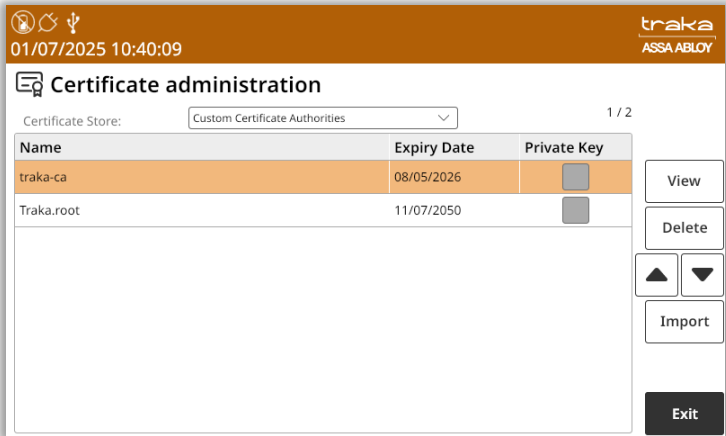 traka
01/07/2025 10:40:09
ASSA ABLOY
Certificate administration
Certificate Store:
Custom Certificate Authorities
1 / 2
Name Expiry Date Private Key
traka-ca 08/05/2026
Traka.root 11/07/2050
View
Delete
Import
Exit